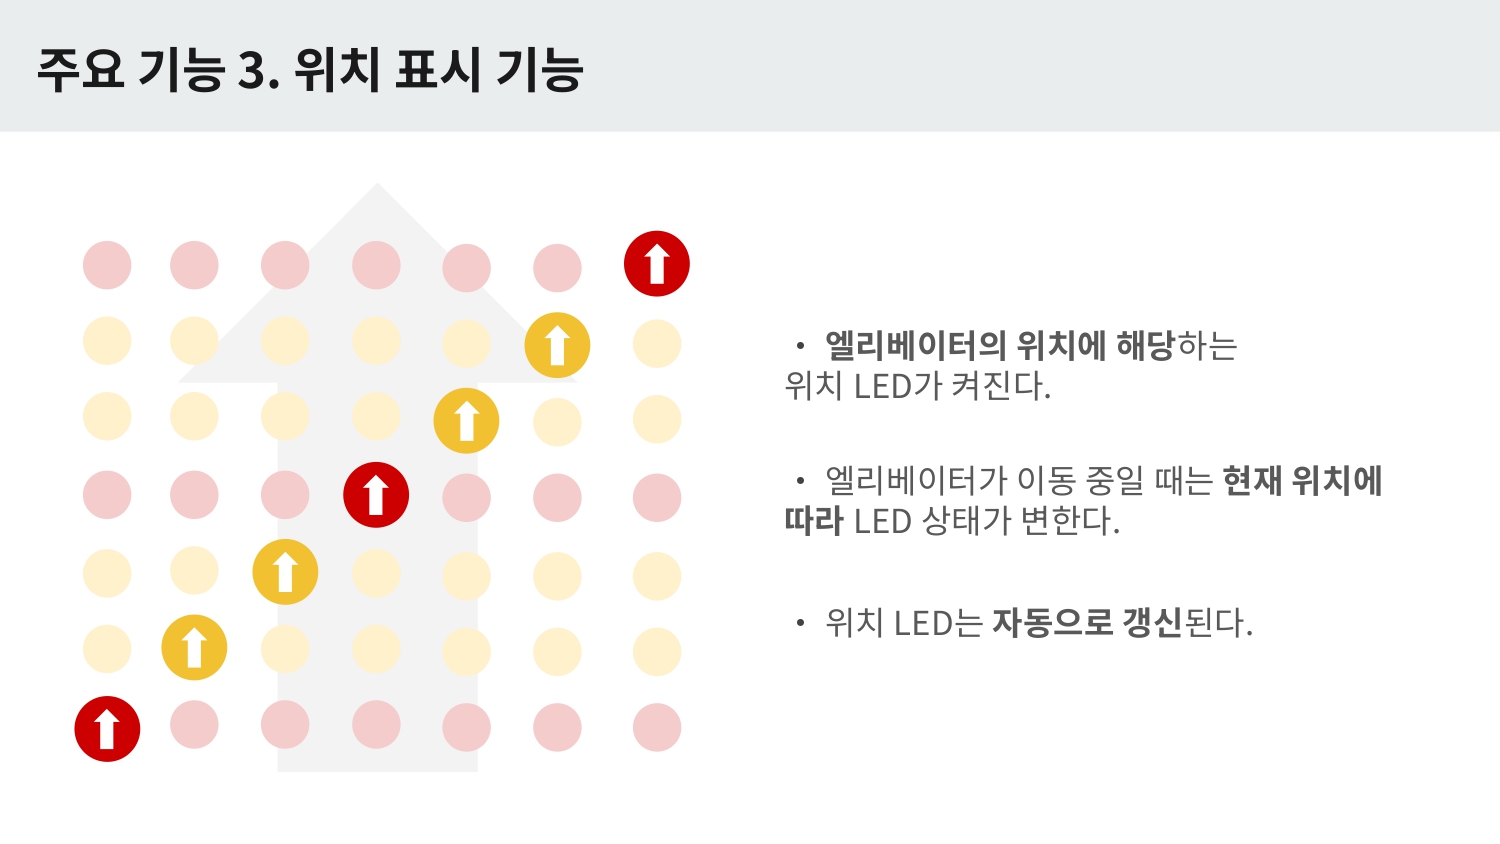 주요 기능 3. 위치 표시 기능
• 엘리베이터의 위치에 해당하는
위치 LED가 켜진다.
• 엘리베이터가 이동 중일 때는 현재 위치에
따라 LED 상태가 변한다.
• 위치 LED는 자동으로 갱신된다.